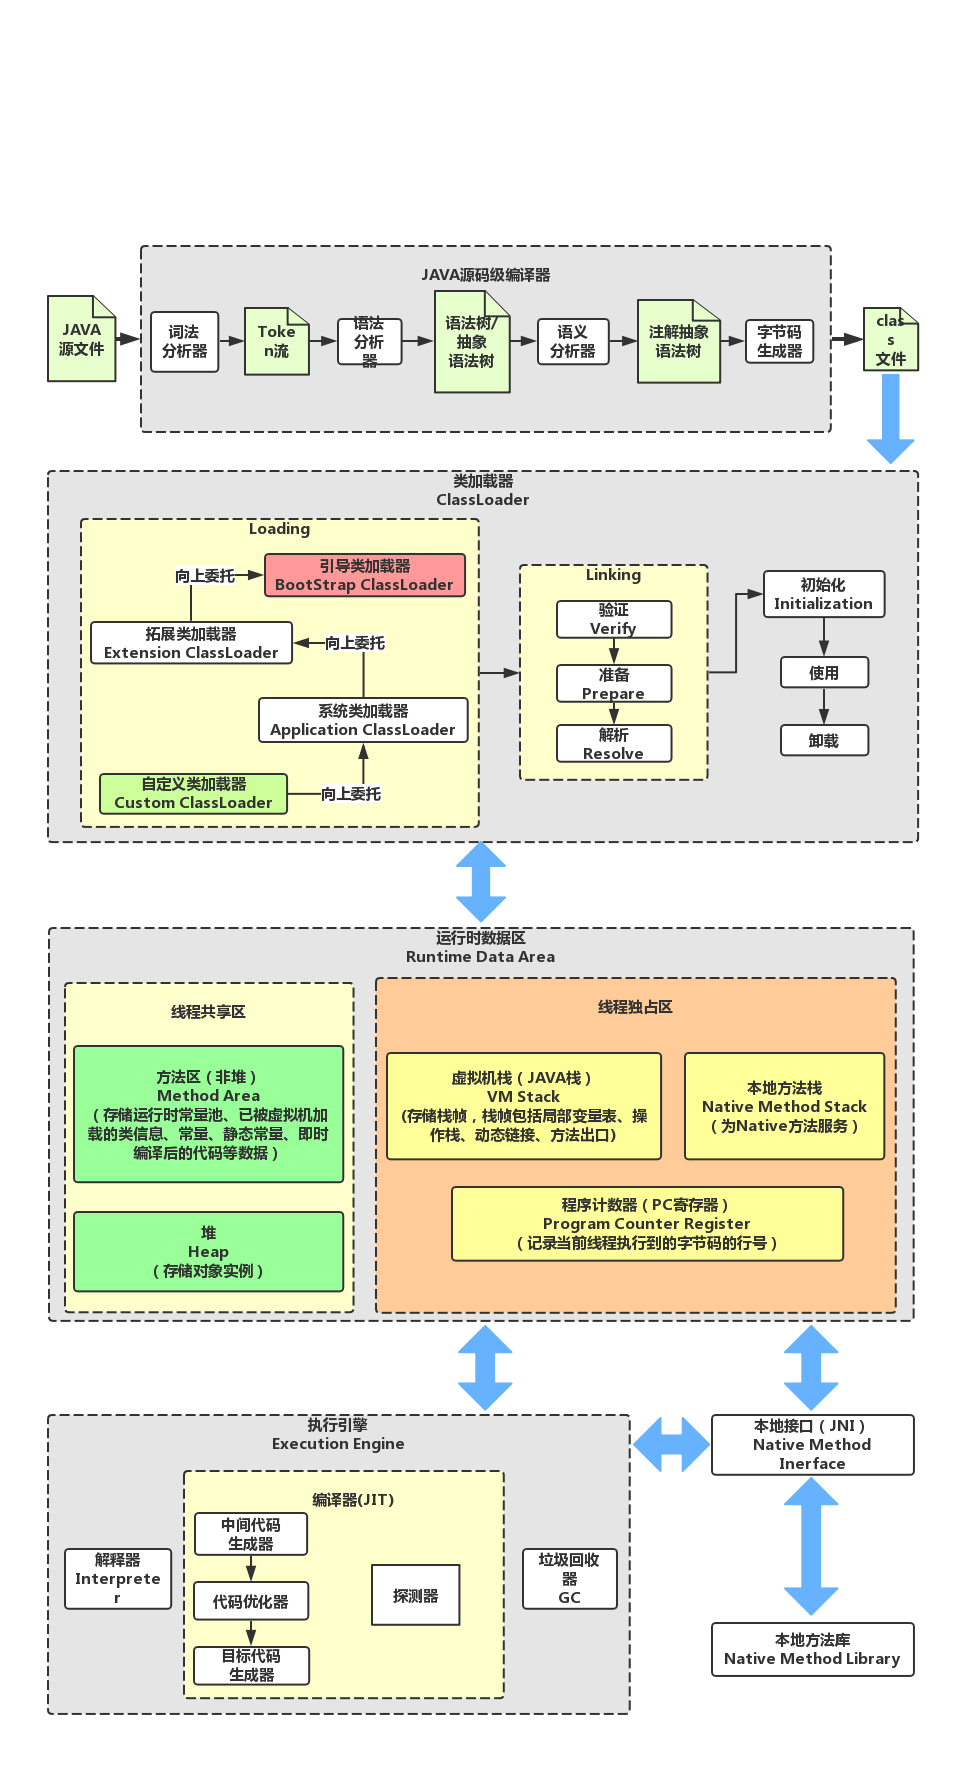 JAVA源码级编译器
JAVA
源文件
词法
分析器
Toke
n流
语法
分析
器
语法树/
抽象
语法树
语义
分析器
注解抽象
语法树
字节码
生成器
clas
s
文件
类加载器
ClassLoader
Loading
引导类加载器
BootStrap ClassLoader
向上委托
拓展类加载器
Extension ClassLoader
向上委托
系统类加载器
Application ClassLoader
自定义类加载器
Custom ClassLoader
向上委托
Linking
验证
Verify
准备
Prepare
解析
Resolve
初始化
Initialization
使用
卸载
运行时数据区
Runtime Data Area
线程共享区
方法区（非堆）
Method Area
（存储运行时常量池、已被虚拟机加
载的类信息、常量、静态常量、即时
编译后的代码等数据）
堆
Heap
（存储对象实例）
线程独占区
虚拟机栈（JAVA栈）
VM Stack
(存储栈帧，栈帧包括局部变量表、操
作栈、动态链接、方法出口)
本地方法栈
Native Method Stack
（为Native方法服务）
程序计数器（PC寄存器）
Program Counter Register
（记录当前线程执行到的字节码的行号）
执行引擎
Execution Engine
解释器
Interprete
r
编译器(JIT)
中间代码
生成器
代码优化器
目标代码
生成器
探测器
垃圾回收
器
GC
本地接口（JNI）
Native Method
Inerface
本地方法库
Native Method Library